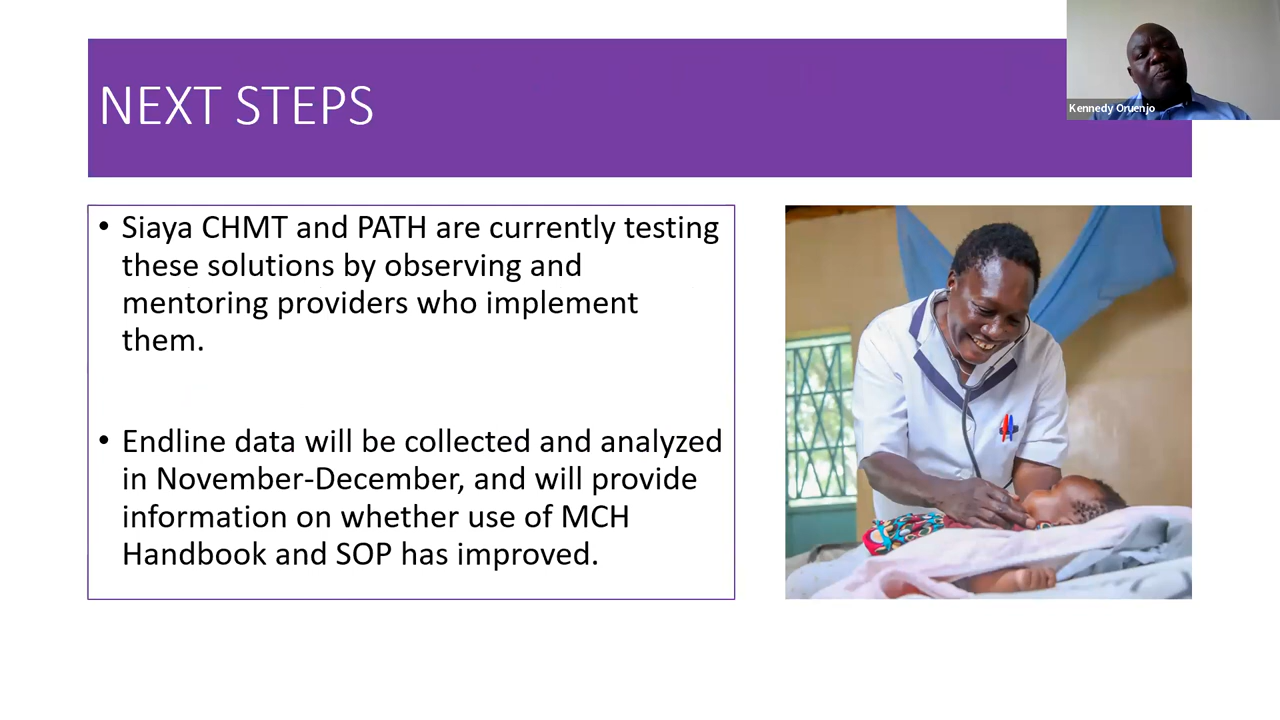 NEXT STEPS
Kennedy Oruenjo
• Siaya CHMT and PATH are currently testing
these solutions by observing and
mentoring providers who implement
them.
• Endline data will be collected and analyzed
in November-December, and will provide
information on whether use of MCH
Handbook and SOP has improved.